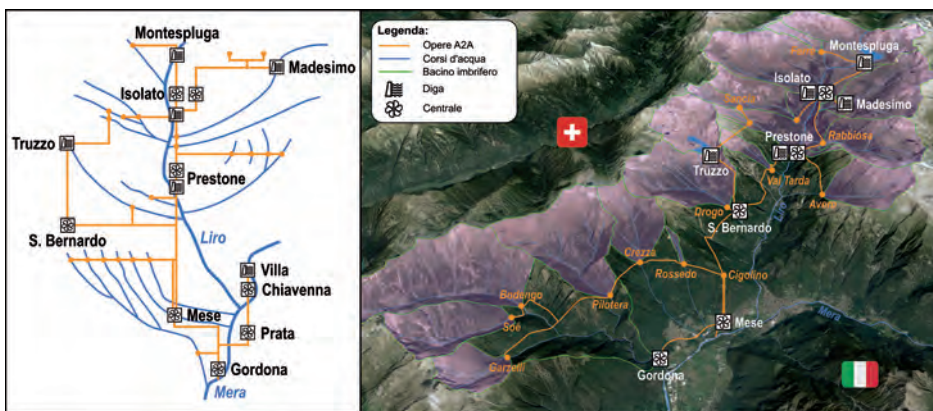 Montespluga
Madesimo
Isolato
Truzzo
Prestone
S. Bernardo
Liro
Villa
Chiavenna
Mese
Prata
Gordona
Mera
Legenda:
Opere A2A
Corsi d'acqua
Bacino imbrifero
Diga
Centrale
Montespluga
Isolato
Madesimo
Prestone
Rabbiosa
Truzzo
Val Tarda
Avero
Drogo
Liro
S. Bernardo
Crezza
Rossedo
Cigolino
Bodengo
Pilotera
Soè
Mese
Mera
Garzelli
Gordona